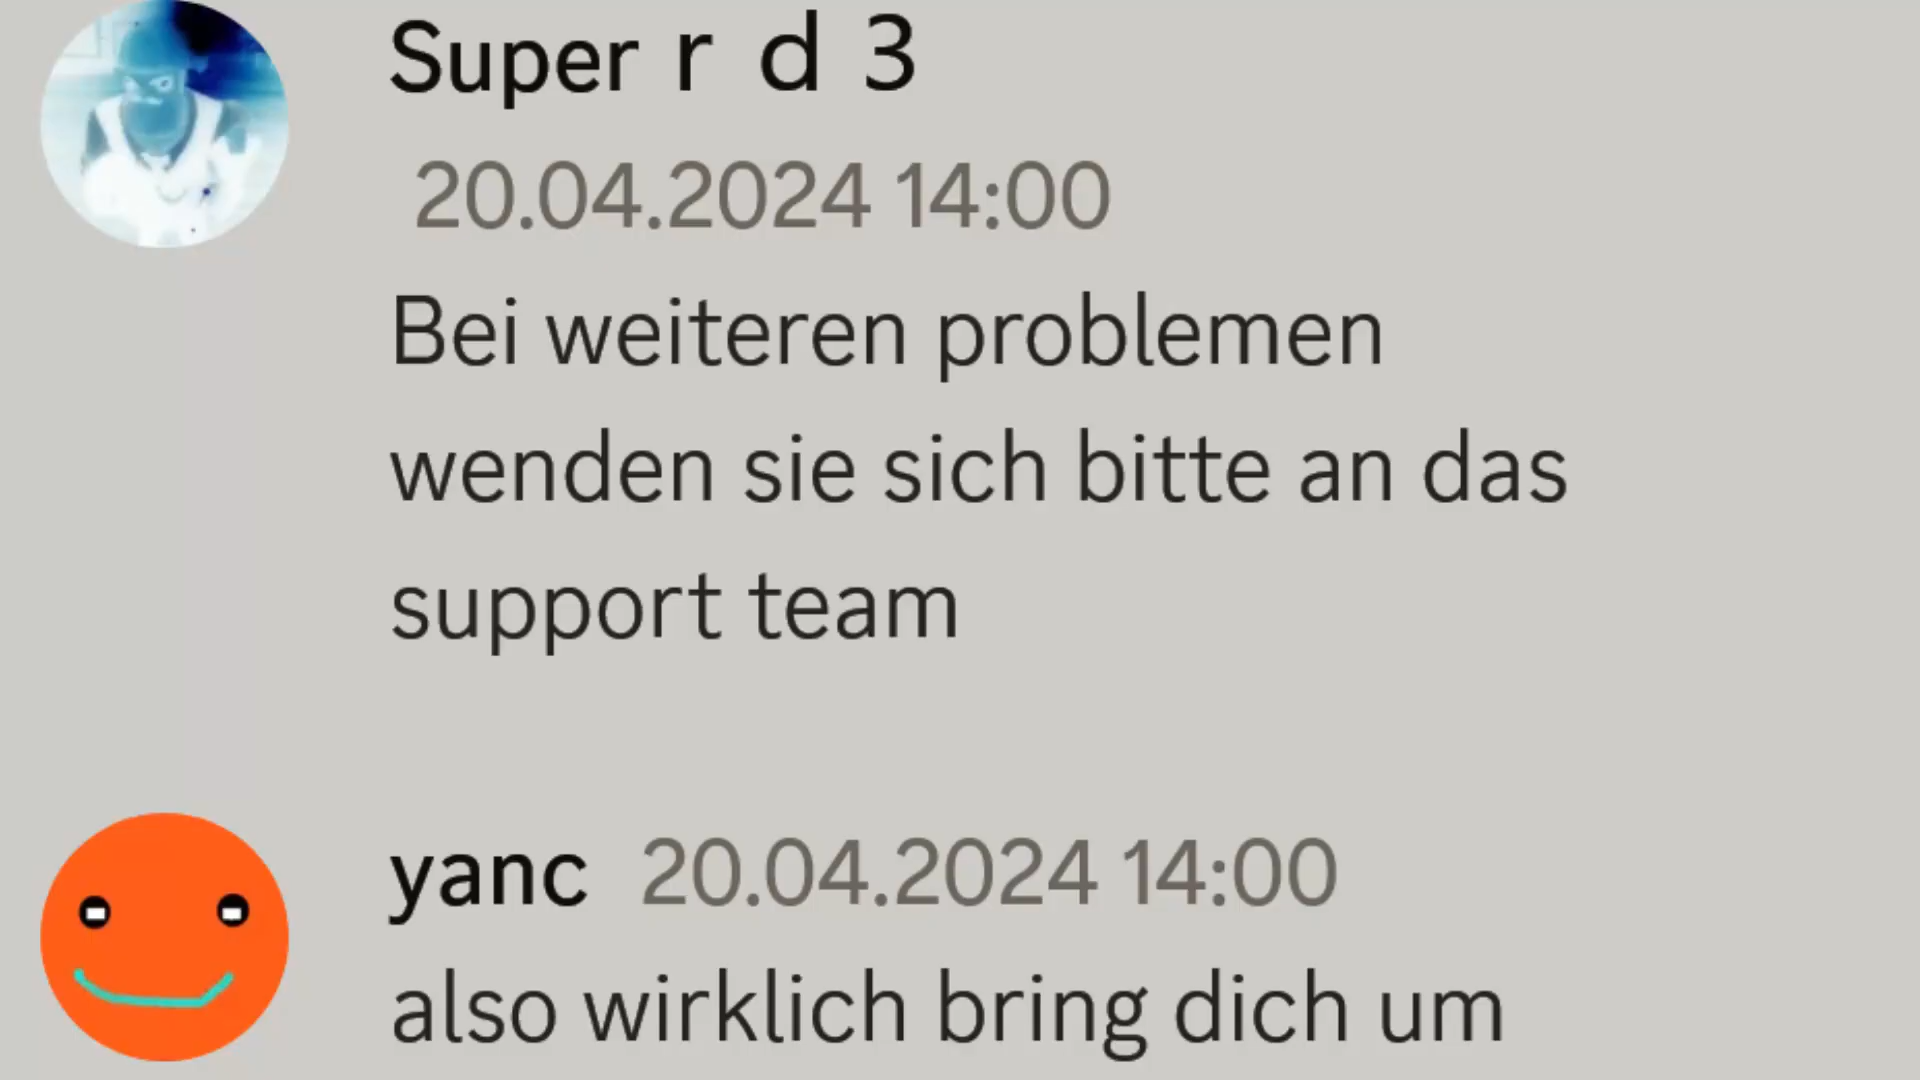 Super r d 3
20.04.2024 14:00
Bei weiteren problemen
wenden sie sich bitte an das
support team
yanc 20.04.2024 14:00
also wirklich bring dich um